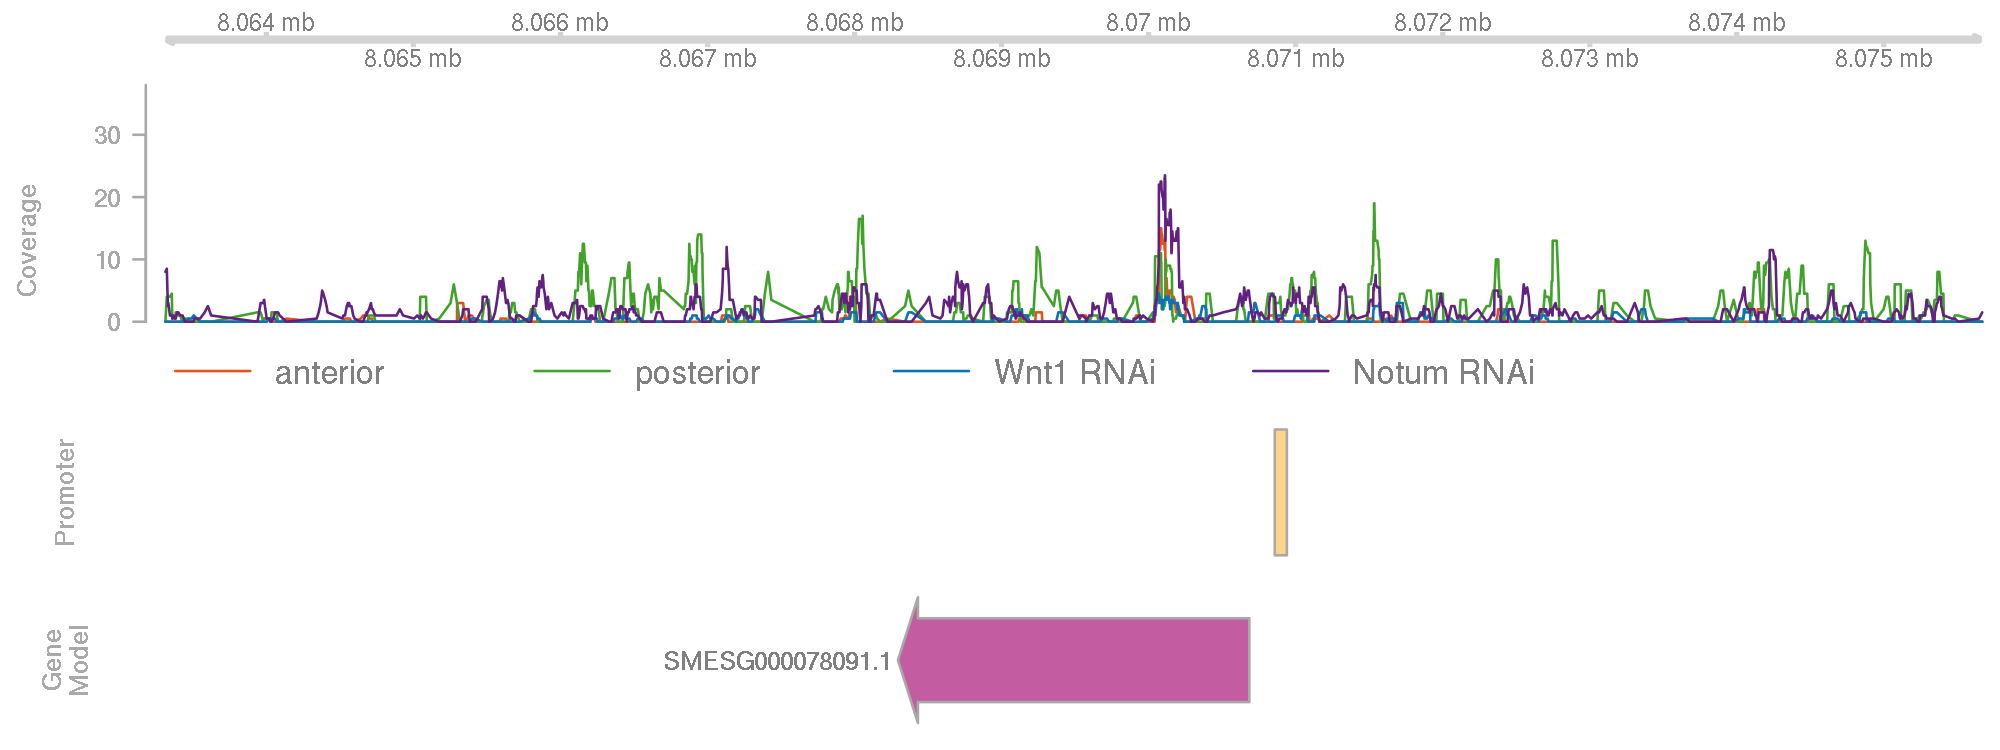 8.064 mb 8.066 mb 8.068 mb 8.07 mb 8.072 mb 8.074 mb
8.065 mb 8.067 mb 8.069 mb 8.071 mb 8.073 mb 8.075 mb
Coverage
30
20
10
0
anterior posterior Wnt1 RNAi Notum RNAi
Promoter
Gene
Model
SMESG000078091.1